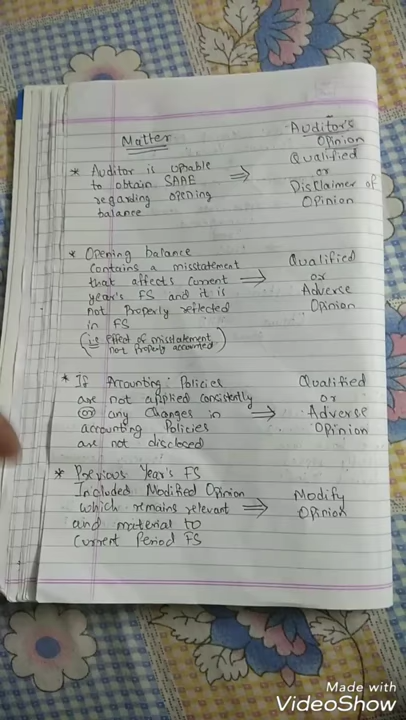 Matter
Auditor's
Opinion
* Auditor is unable
to obtain SAAE
regarding opening
balance
⇒
Qualified
or
Disclaimer of
Opinion
* Opening balance
contains a misstatement
that affects current
year's FS and it is
not properly reflected
in FS
(ie effect of misstatement
not properly accounted)
⇒
Qualified
or
Adverse
Opinion
* If Accounting Policies
are not applied consistently
or any changes in
accounting Policies
are not disclosed
⇒
Qualified
or
Adverse
Opinion
* Previous Year's FS
Included Modified Opinion
which remains relevant
and material to
Current Period FS
⇒
Modify
Opinion
Made with
VideoShow